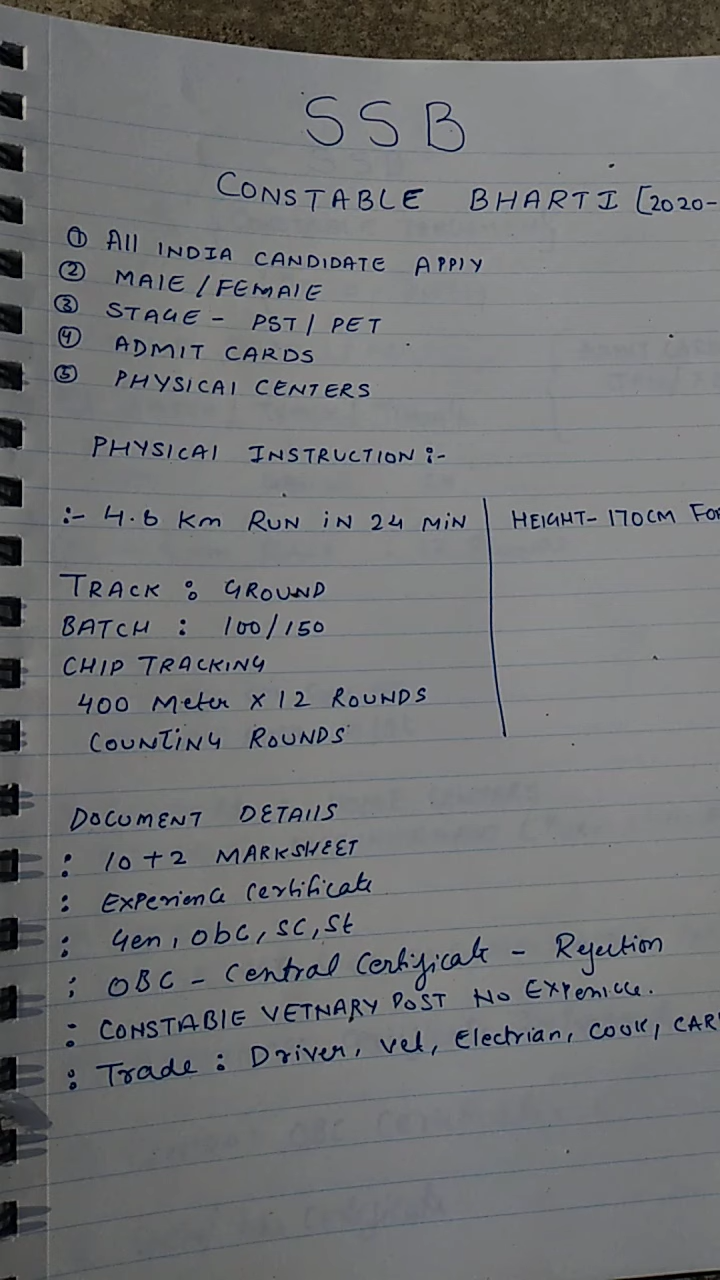 SSB
CONSTABLE BHARTI [2020-
① All INDIA CANDIDATE APPlY
② MAlE / FEMAlE
③ STAGE - PST / PET
④ ADMIT CARDS
⑤ PHYSICAl CENTERS
PHYSICAl INSTRUCTION :-
:- 4.6 Km RUN iN 24 MiN
HEIGHT- 170CM FOR
TRACK : GROUND
BATCH : 100/150
CHIP TRACKING
400 Meter X 12 ROUNDS
COUNTING ROUNDS
DOCUMENT DETAIlS
: 10 + 2 MARKSHEET
: Experience Certificate
: Gen, obc, SC, St
: OBC - Central Certificate - Rejection
: CONSTABlE VETNARY POST No EXPENICCE.
: Trade : Driver, vet, Electrian, Cook, CAR